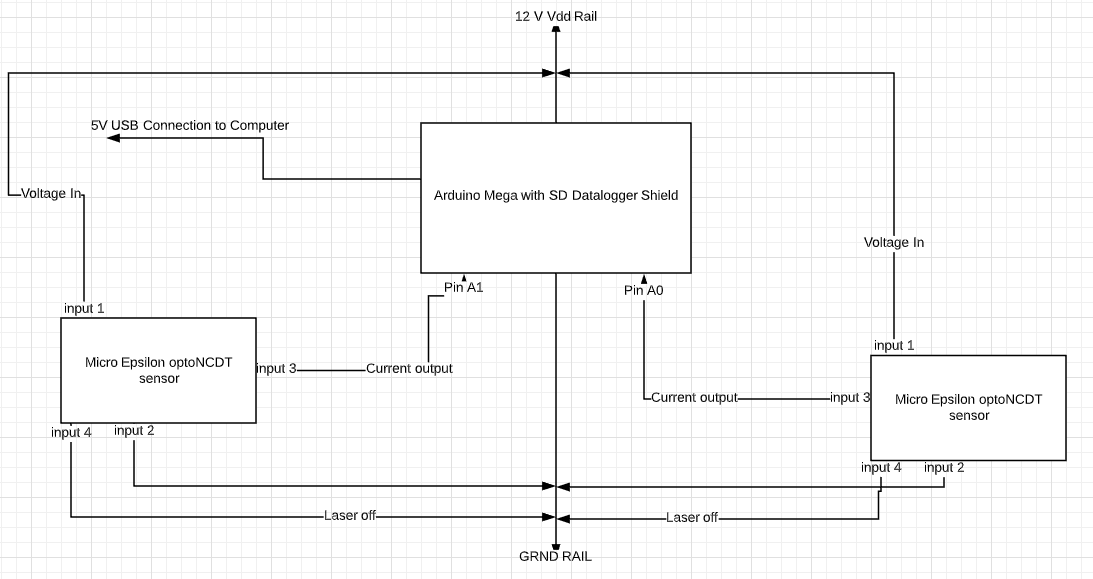 12 V Vdd Rail
5V USB Connection to Computer
Arduino Mega with SD Datalogger Shield
Voltage In
Voltage In
Pin A1
Pin A0
input 1
input 1
Micro Epsilon optoNCDT
sensor
input 3
Current output
Current output
input 3
Micro Epsilon optoNCDT
sensor
input 4
input 2
input 4
input 2
Laser off
Laser off
GRND RAIL